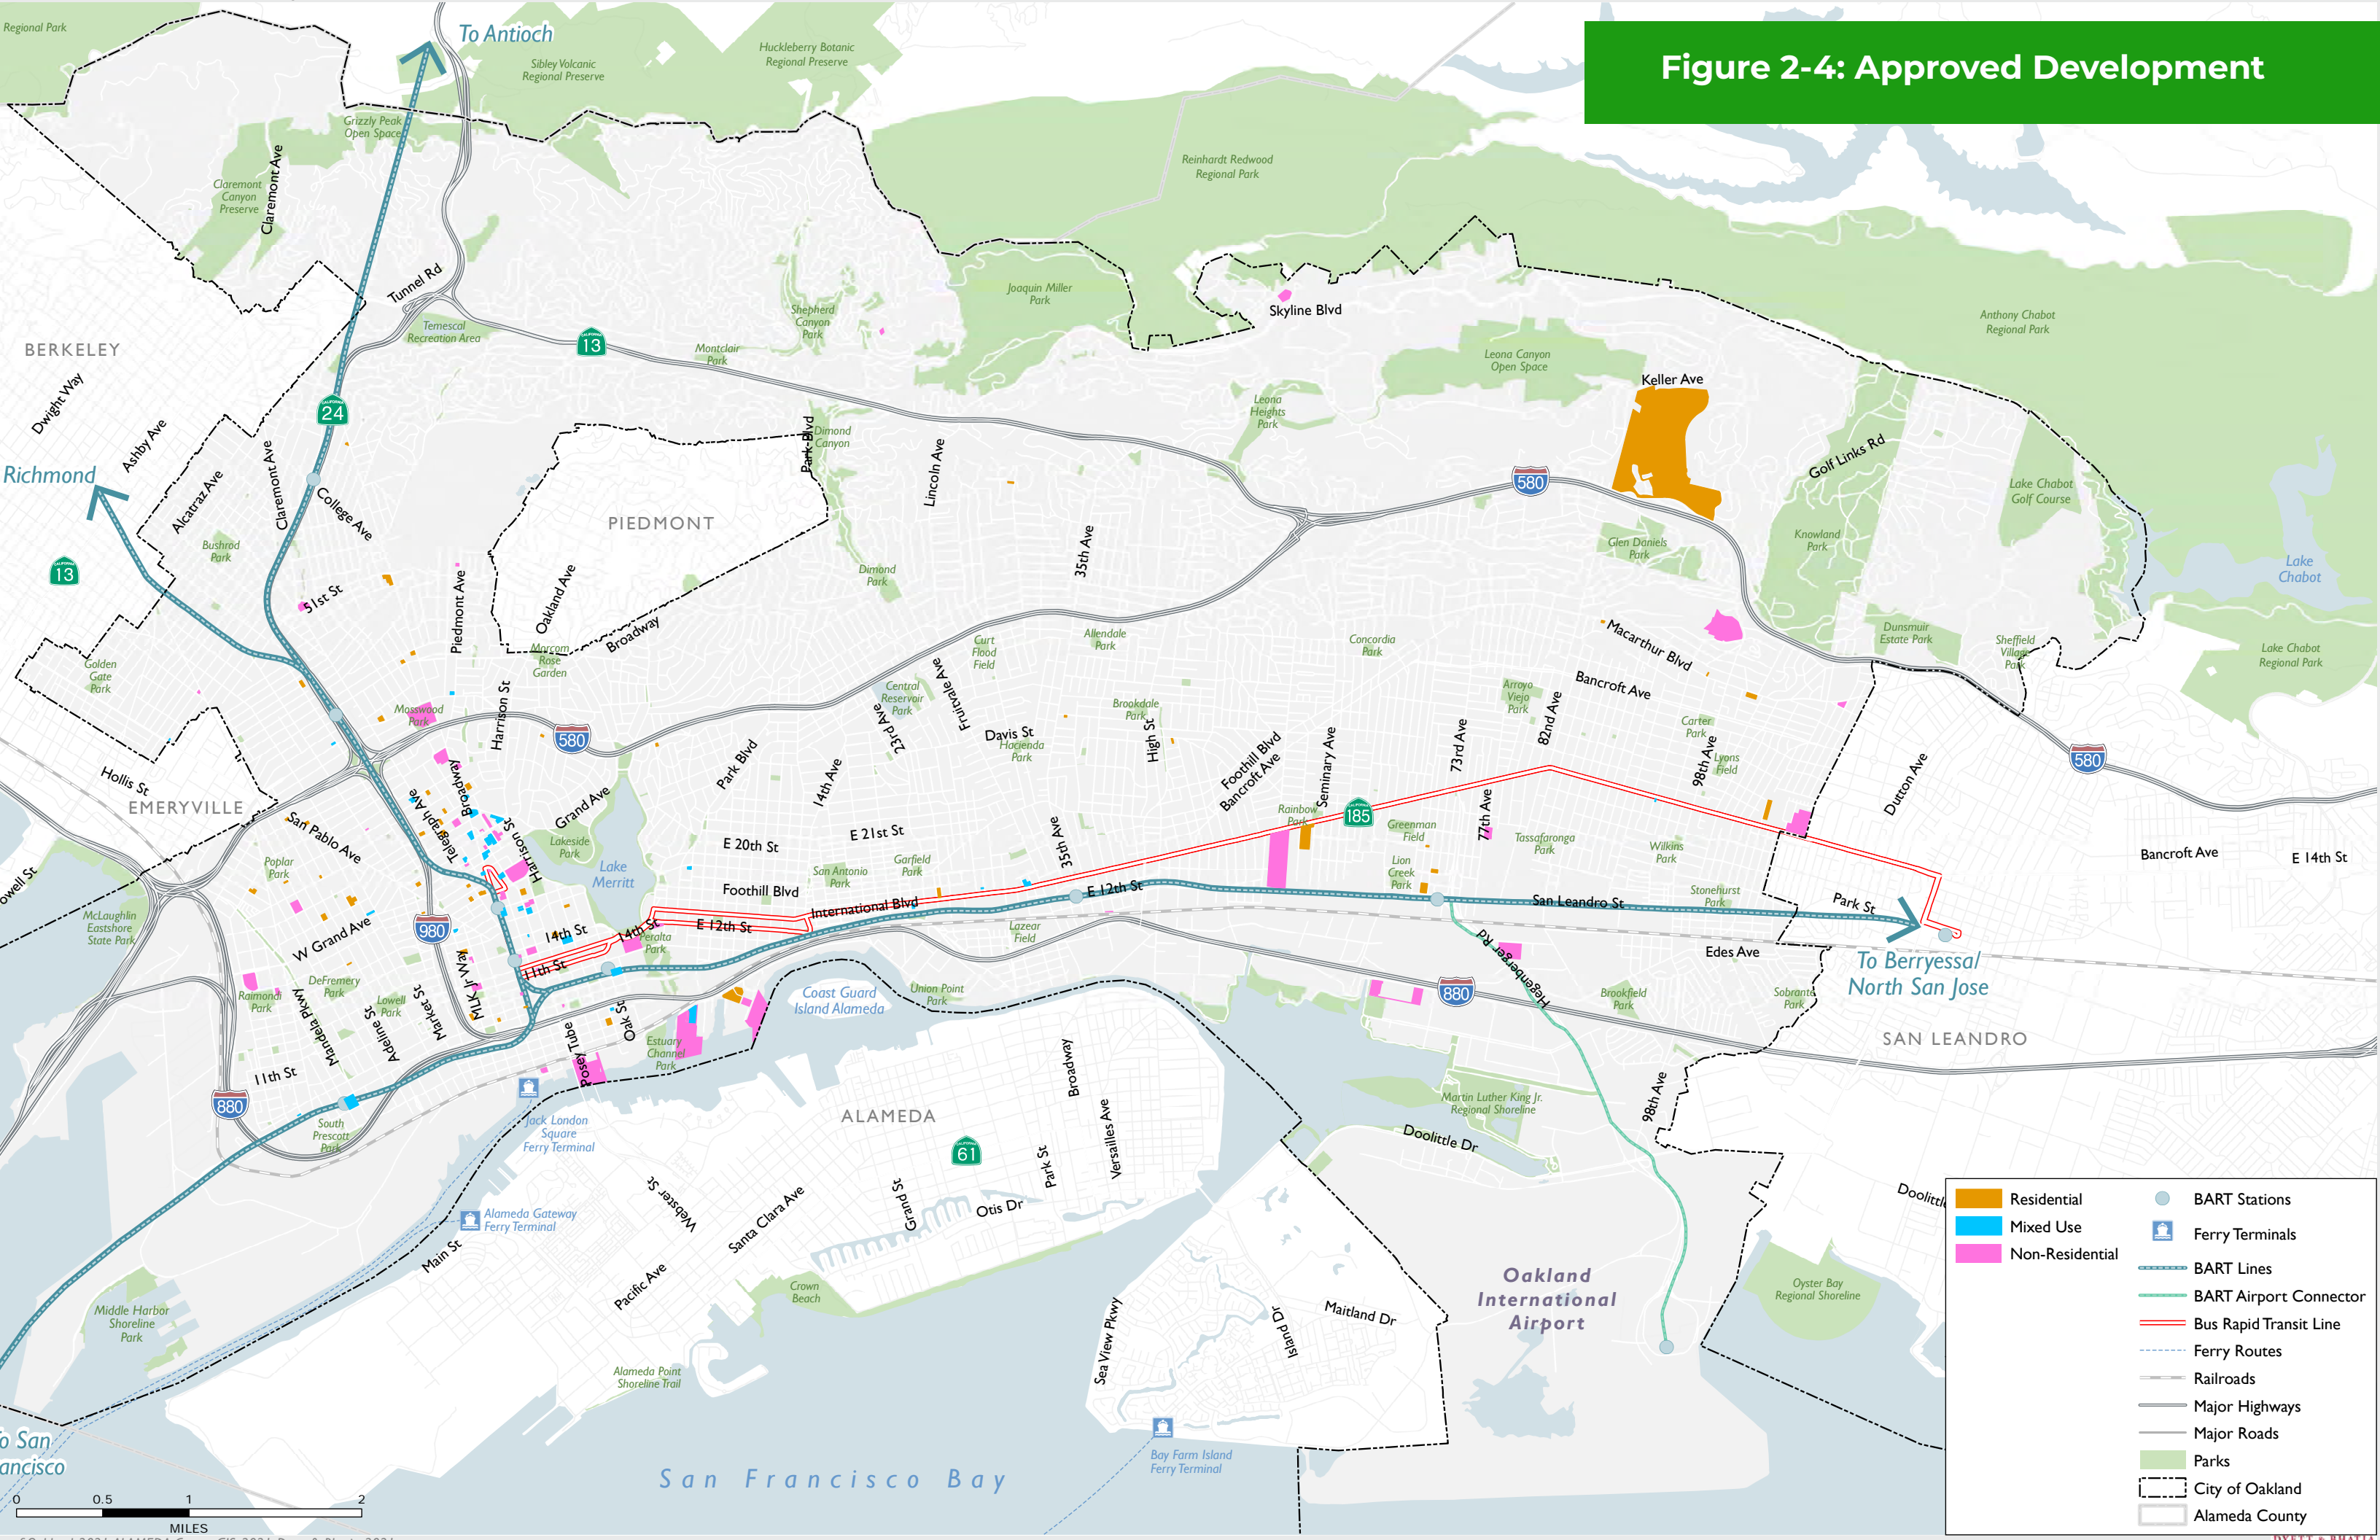 Figure 2-4: Approved Development
Regional Park
To Antioch
Sibley Volcanic
Regional Preserve
Huckleberry Botanic
Regional Preserve
Grizzly Peak
Open Space
Claremont
Canyon
Preserve
Claremont Ave
Reinhardt Redwood
Regional Park
Tunnel Rd
Temescal
Recreation Area
CALIFORNIA
13
Montclair
Park
Shepherd
Canyon
Park
Joaquin Miller
Park
Skyline Blvd
Leona Canyon
Open Space
Keller Ave
Anthony Chabot
Regional Park
BERKELEY
Dwight Way
Ashby Ave
CALIFORNIA
24
Richmond
Alcatraz Ave
Claremont Ave
College Ave
Bushrod
Park
CALIFORNIA
13
51st St
PIEDMONT
Park Blvd
Dimond
Canyon
Lincoln Ave
Leona
Heights
Park
580
Golf Links Rd
Lake Chabot
Golf Course
Knowland
Park
Glen Daniels
Park
Lake
Chabot
35th Ave
Dimond
Park
Piedmont Ave
Oakland Ave
Broadway
Morcom
Rose
Garden
Golden
Gate
Park
Curt
Flood
Field
Allendale
Park
Concordia
Park
Macarthur Blvd
Bancroft Ave
Dunsmuir
Estate Park
Sheffield
Village
Park
Lake Chabot
Regional Park
Mosswood
Park
Harrison St
580
Central
Reservoir
Park
23rd Ave
Fruitvale Ave
Davis St
Hacienda
Park
Brookdale
Park
High St
Arroyo
Viejo
Park
82nd Ave
73rd Ave
Carter
Park
98th Ave
Lyons
Field
580
Dutton Ave
Hollis St
EMERYVILLE
San Pablo Ave
Telegraph Ave
Broadway
Harrison St
Grand Ave
Park Blvd
14th Ave
Foothill Blvd
Bancroft Ave
Seminary Ave
CALIFORNIA
185
Rainbow
Park
Greenman
Field
77th Ave
Tassafaronga
Park
Wilkins
Park
Bancroft Ave
E 14th St
Poplar
Park
Lakeside
Park
Lake
Merritt
E 20th St
E 21st St
35th Ave
San Antonio
Park
Garfield
Park
Lion
Creek
Park
Foothill Blvd
International Blvd
E 12th St
San Leandro St
Stonehurst
Park
Park St
McLaughlin
Eastshore
State Park
W Grand Ave
980
14th St
14th St
Peralta
Park
E 12th St
Lazear
Field
Edes Ave
To Berryessa/
North San Jose
11th St
DeFremery
Park
Raimondi
Park
Mandela Pkwy
Lowell
Park
Adeline St
Market St
MLK Jr Way
Posey Tube
Oak St
Estuary
Channel
Park
Coast Guard
Island Alameda
Union Point
Park
880
Hegenberger Rd
Brookfield
Park
Sobrante
Park
SAN LEANDRO
11th St
880
South
Prescott
Park
Jack London
Square
Ferry Terminal
ALAMEDA
CALIFORNIA
61
Broadway
Versailles Ave
Park St
Grand St
Otis Dr
Martin Luther King Jr.
Regional Shoreline
Doolittle Dr
98th Ave
Webster St
Santa Clara Ave
Alameda Gateway
Ferry Terminal
Main St
Pacific Ave
Crown
Beach
Alameda Point
Shoreline Trail
Middle Harbor
Shoreline
Park
Sea View Pkwy
Island Dr
Maitland Dr
Oakland
International
Airport
Oyster Bay
Regional Shoreline
Bay Farm Island
Ferry Terminal
San Francisco Bay
0 0.5 1 2
MILES
Residential
Mixed Use
Non-Residential
BART Stations
Ferry Terminals
BART Lines
BART Airport Connector
Bus Rapid Transit Line
Ferry Routes
Railroads
Major Highways
Major Roads
Parks
City of Oakland
Alameda County